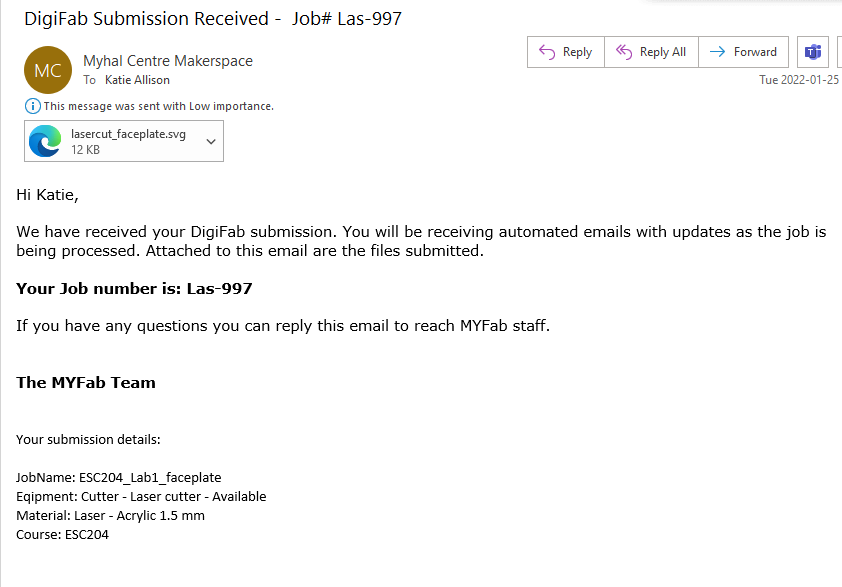 DigiFab Submission Received -  Job# Las-997
MC
Myhal Centre Makerspace
To Katie Allison
Reply
Reply All
Forward
Tue 2022-01-25
This message was sent with Low importance.
lasercut_faceplate.svg
12 KB
Hi Katie,
We have received your DigiFab submission. You will be receiving automated emails with updates as the job is
being processed. Attached to this email are the files submitted.
Your Job number is: Las-997
If you have any questions you can reply this email to reach MYFab staff.
The MYFab Team
Your submission details:
JobName: ESC204_Lab1_faceplate
Eqipment: Cutter - Laser cutter - Available
Material: Laser - Acrylic 1.5 mm
Course: ESC204